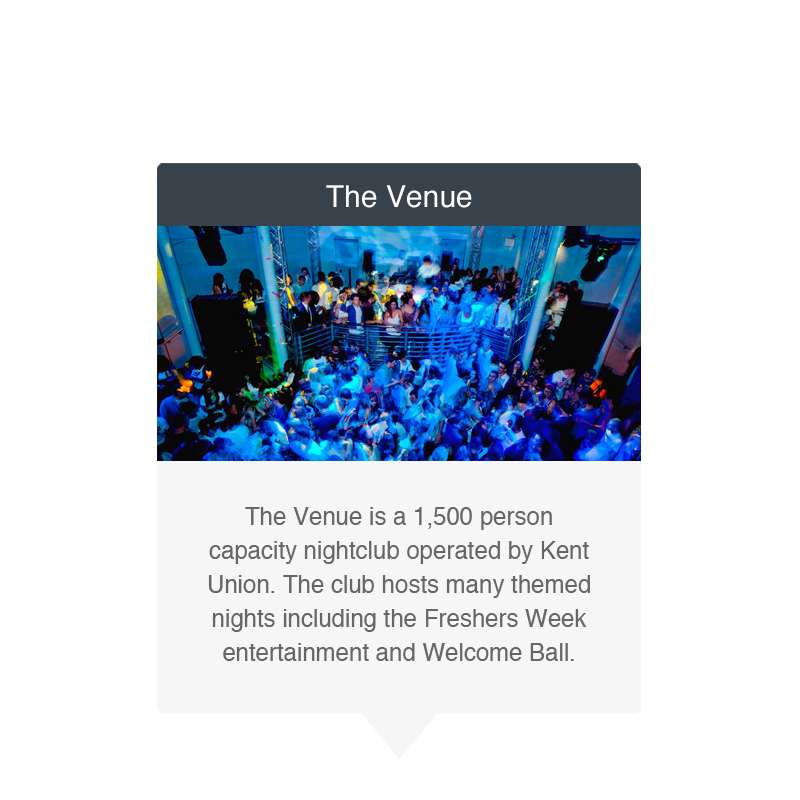 The Venue
The Venue is a 1,500 person
capacity nightclub operated by Kent
Union. The club hosts many themed
nights including the Freshers Week
entertainment and Welcome Ball.